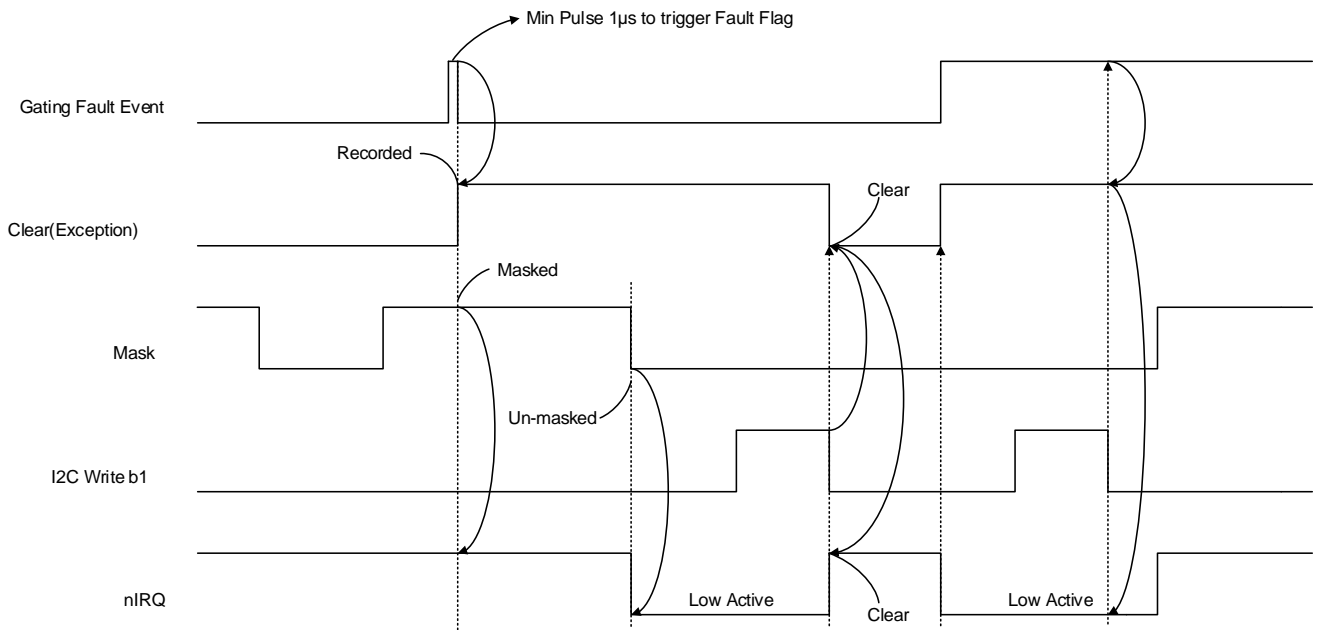 Min Pulse 1µs to trigger Fault Flag
Gating Fault Event
Recorded
Clear
Clear(Exception)
Masked
Mask
Un-masked
I2C Write b1
nIRQ
Low Active
Clear
Low Active